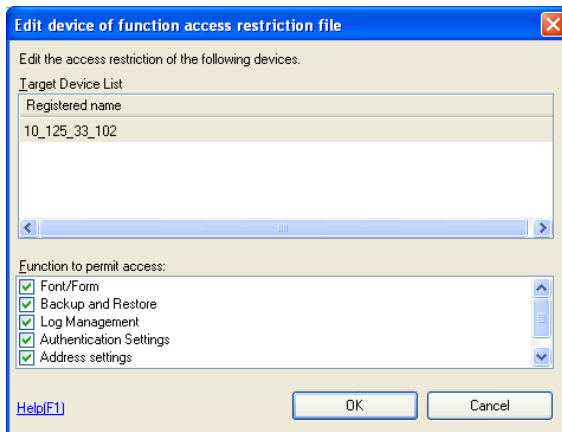 Edit device of function access restriction file
Edit the access restriction of the following devices.
Target Device List
Registered name
10_125_33_102
Function to permit access:
Font/Form
Backup and Restore
Log Management
Authentication Settings
Address settings
Help(F1)
OK
Cancel